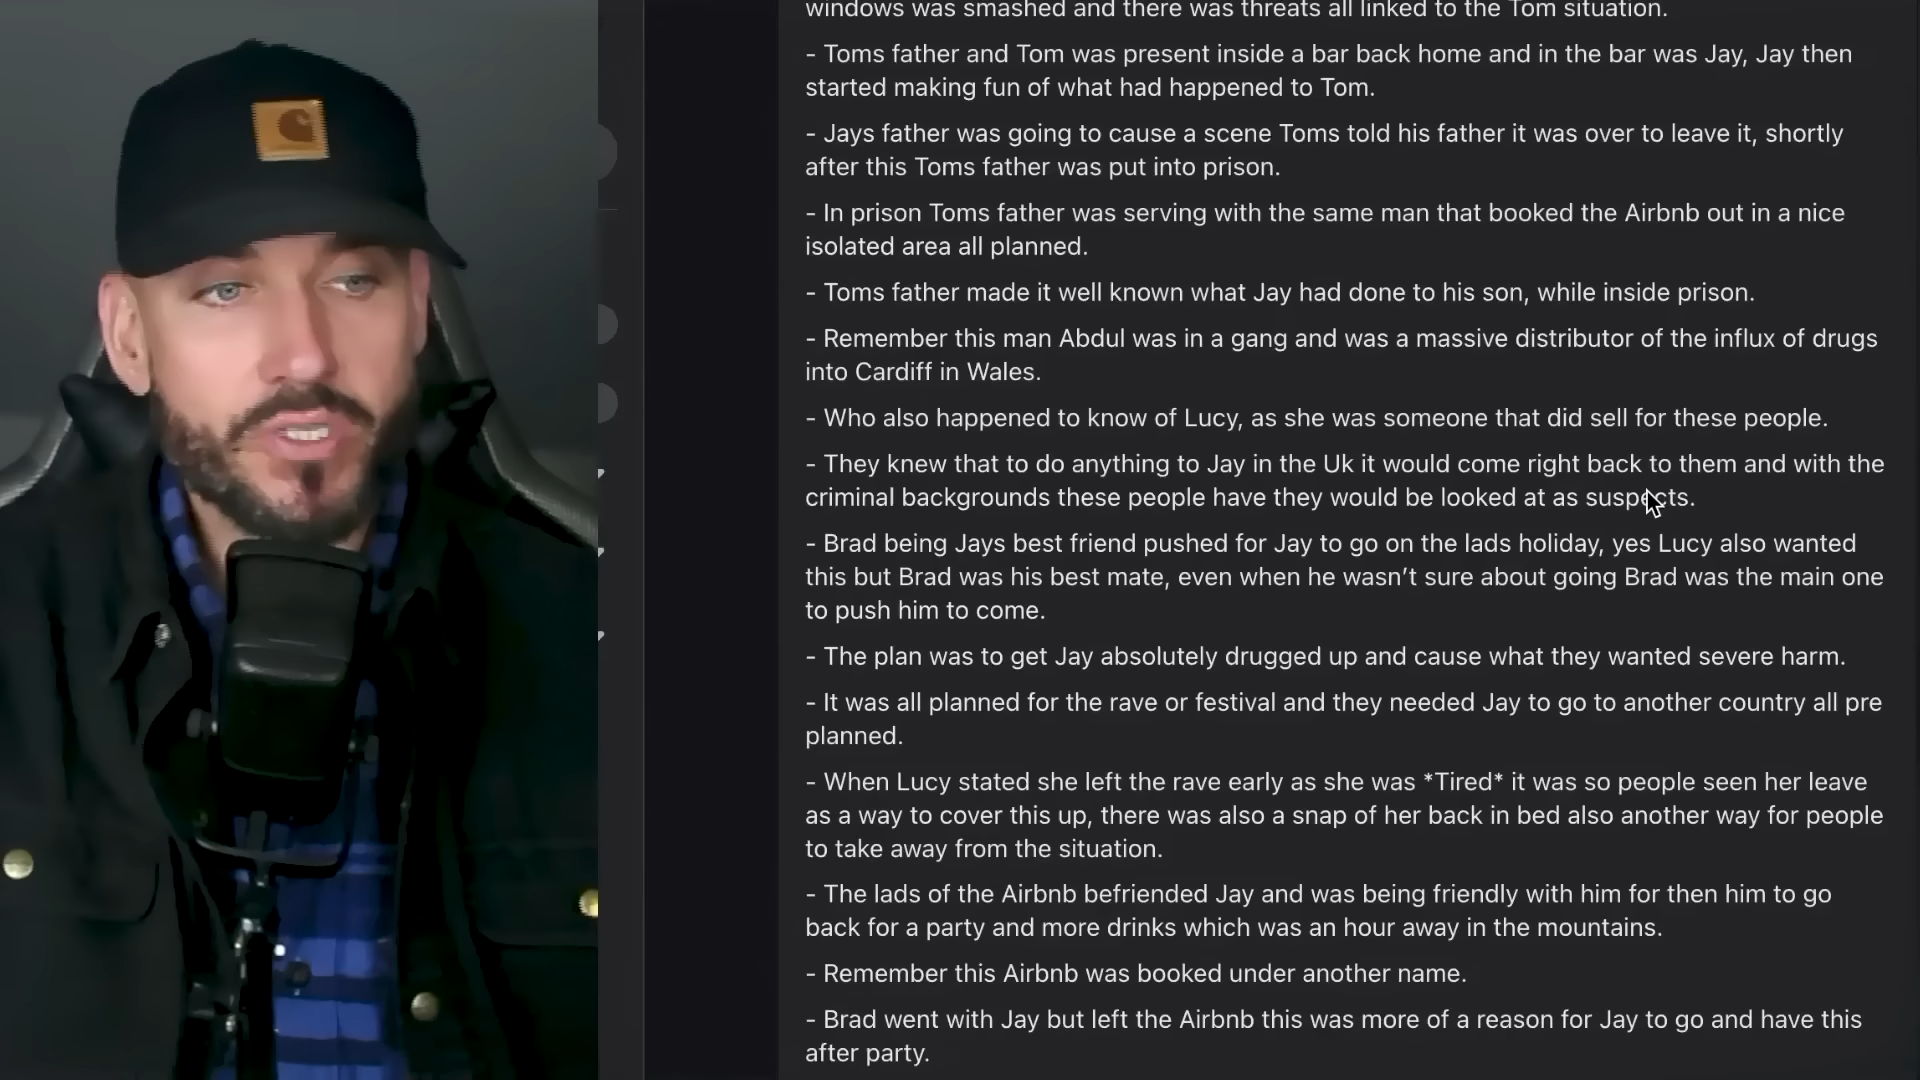 windows was smashed and there was threats all linked to the Tom situation.
- Toms father and Tom was present inside a bar back home and in the bar was Jay, Jay then
started making fun of what had happened to Tom.
- Jays father was going to cause a scene Toms told his father it was over to leave it, shortly
after this Toms father was put into prison.
- In prison Toms father was serving with the same man that booked the Airbnb out in a nice
isolated area all planned.
- Toms father made it well known what Jay had done to his son, while inside prison.
- Remember this man Abdul was in a gang and was a massive distributor of the influx of drugs
into Cardiff in Wales.
- Who also happened to know of Lucy, as she was someone that did sell for these people.
- They knew that to do anything to Jay in the Uk it would come right back to them and with the
criminal backgrounds these people have they would be looked at as suspects.
- Brad being Jays best friend pushed for Jay to go on the lads holiday, yes Lucy also wanted
this but Brad was his best mate, even when he wasn’t sure about going Brad was the main one
to push him to come.
- The plan was to get Jay absolutely drugged up and cause what they wanted severe harm.
- It was all planned for the rave or festival and they needed Jay to go to another country all pre
planned.
- When Lucy stated she left the rave early as she was *Tired* it was so people seen her leave
as a way to cover this up, there was also a snap of her back in bed also another way for people
to take away from the situation.
- The lads of the Airbnb befriended Jay and was being friendly with him for then him to go
back for a party and more drinks which was an hour away in the mountains.
- Remember this Airbnb was booked under another name.
- Brad went with Jay but left the Airbnb this was more of a reason for Jay to go and have this
after party.